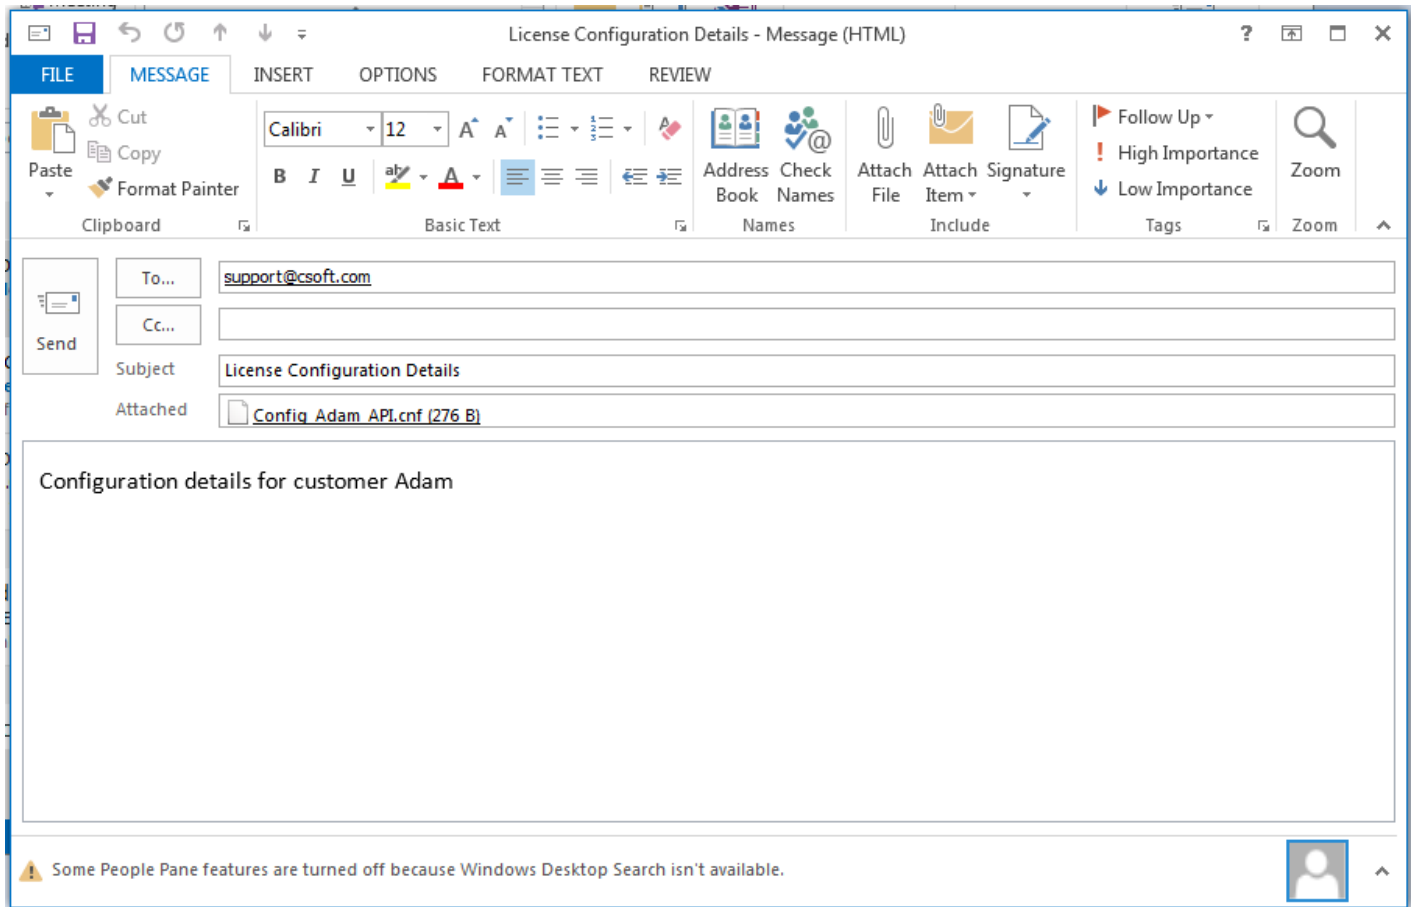 License Configuration Details - Message (HTML) ?
FILE MESSAGE INSERT OPTIONS FORMAT TEXT REVIEW
Paste
Cut
Copy
Format Painter
Clipboard
Calibri 12 A A
B I U aby A
Basic Text
Address Book
Check Names
Names
Attach File
Attach Item
Signature
Include
Follow Up
! High Importance
Low Importance
Tags
Zoom
Zoom
Send
To... support@csoft.com
Cc...
Subject License Configuration Details
Attached Config_Adam_API.cnf (276 B)
Configuration details for customer Adam
Some People Pane features are turned off because Windows Desktop Search isn't available.